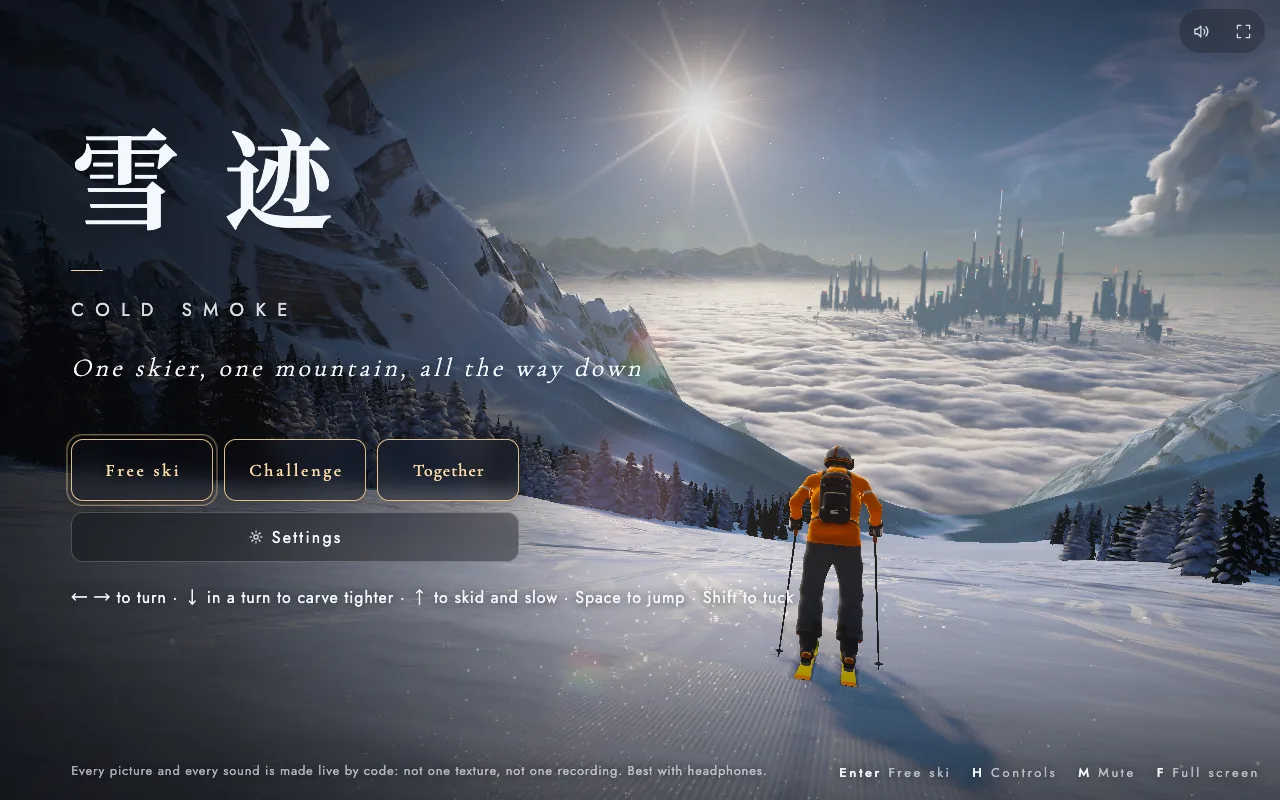 雪迹
COLD SMOKE
One skier, one mountain, all the way down
Free ski
Challenge
Together
Settings
← → to turn · ↓ in a turn to carve tighter · ↑ to skid and slow · Space to jump · Shift to tuck
Every picture and every sound is made live by code: not one texture, not one recording. Best with headphones.
Enter Free ski H Controls M Mute F Full screen